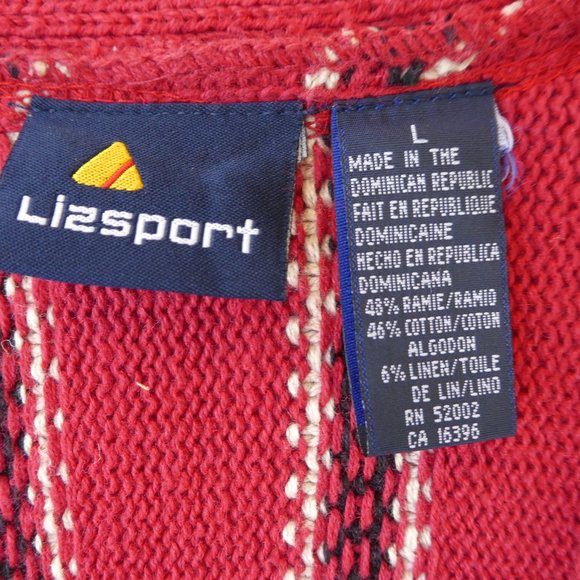 Lizsport
L
MADE IN THE
DOMINICAN REPUBLIC
FAIT EN REPUBLIQUE
DOMINICAINE
HECHO EN REPUBLICA
DOMINICANA
48% RAMIE/RAMIO
46% COTTON/COTON
ALGODON
6% LINEN/TOILE
DE LIN/LINO
RN 52002
CA 16396